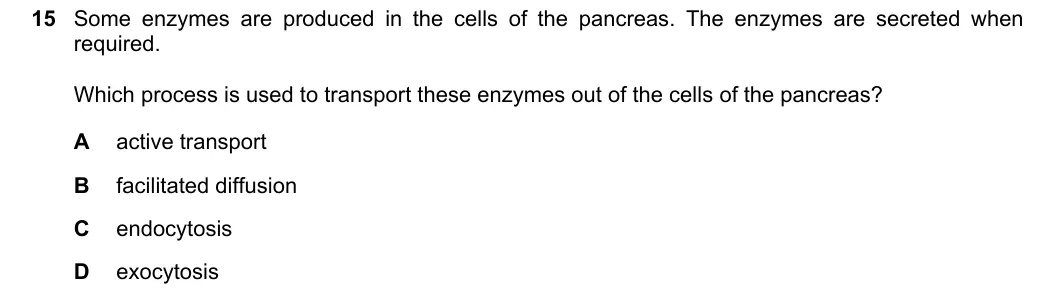 15 Some enzymes are produced in the cells of the pancreas. The enzymes are secreted when
required.
Which process is used to transport these enzymes out of the cells of the pancreas?
A active transport
B facilitated diffusion
C endocytosis
D exocytosis